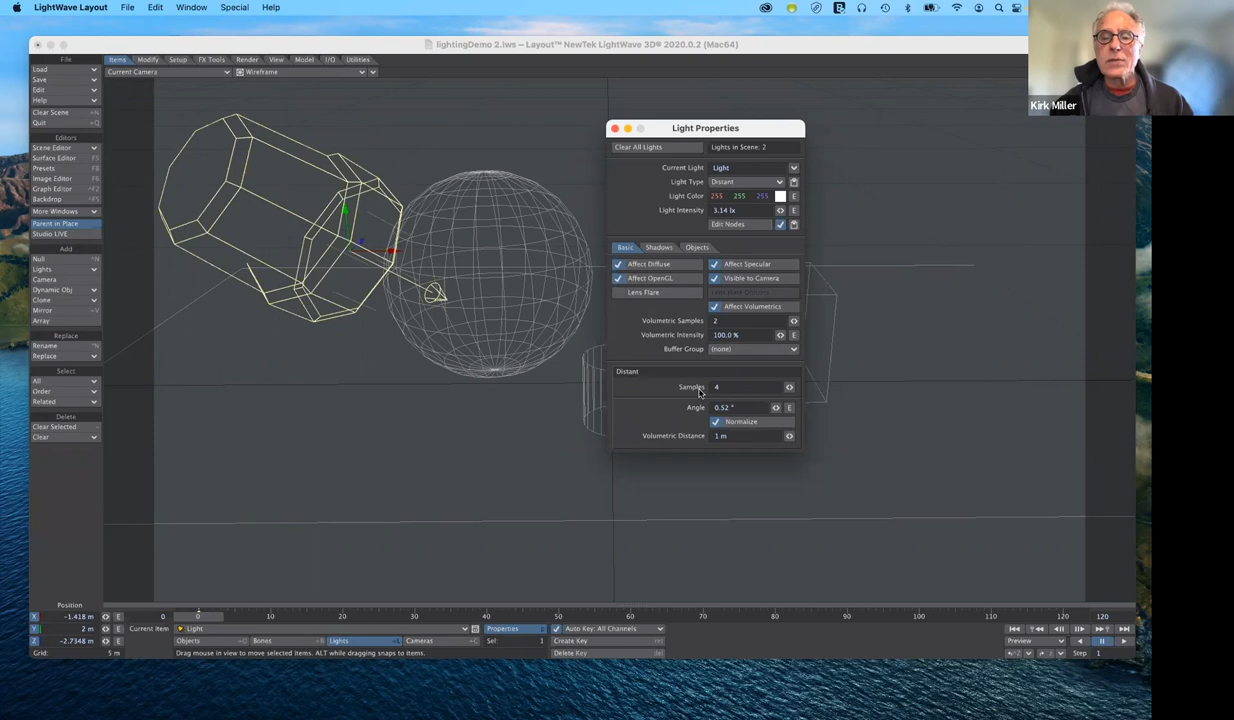 LightWave Layout File Edit Windows Special Help
lightingDemo 2.iws – Layout™ NewTek LightWave 3D® 2020.0.2 (Mac64)
File Items Modify Setup FX Tools Render View Model I/O Utilities
Load Current Camera Wireframe
Save
Edit
Help
Clear Scene
Quit
Editors
Scene Editor
Surface Editor F5
Presets
Image Editor F6
Graph Editor
Backdrop
More Windows
Parent in Place
Studio LIVE
Add
Null
Lights
Camera
Dynamic Obj
Clone
Mirror
Array
Replace
Rename
Replace
Select
All
Order
Related
Delete
Clear Selected
Clear
Kirk Miller
Light Properties
Clear All Lights Lights in Scene: 2
Current Light Light
Light Type Distant
Light Color 255 255 255 E
Light Intensity 3.14 lx E
Edit Nodes
Basic Shadows Objects
Affect Diffuse Affect Specular
Affect OpenGL Visible to Camera
Lens Flare
Affect Volumetrics
Volumetric Samples 2
Volumetric Intensity 100.0 % E
Buffer Group (none)
Distant
Samples 4
Angle 0.52 ° E
Normalize
Volumetric Distance 1 m
Position
X -1.418 m E 0 0 10 20 30 40 50 60 70 80 90 100 110 120
Y 2 m E Current Item Light Properties Auto Key: All Channels
Z -2.7348 m E Objects Bones Lights Cameras Sel: 1 Create Key Preview
Grid: 5 m Drag mouse in view to move selected items. ALT while dragging snaps to items. Delete Key Step 1